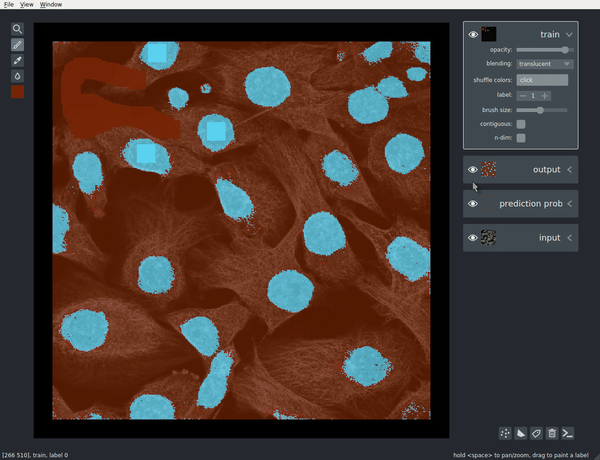 File View Window
train
opacity:
blending: translucent
shuffle colors: click
label: 1
brush size:
contiguous:
n-dim:
output
prediction prob
input
[266 510], train, label 0
hold <space> to pan/zoom, drag to paint a label